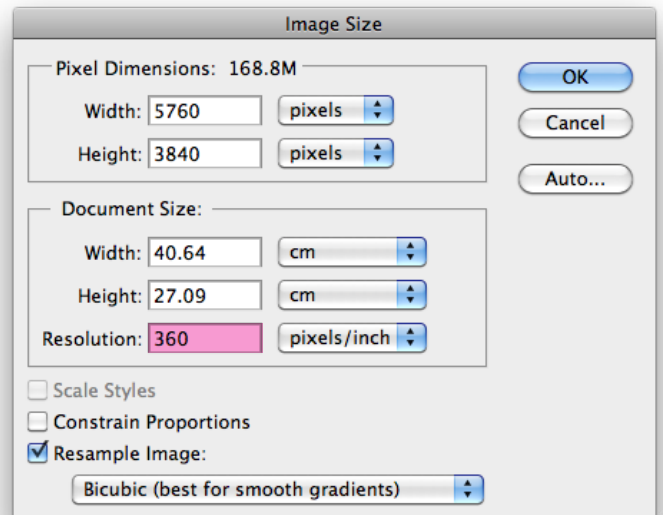 Image Size
Pixel Dimensions: 168.8M
Width: 5760 pixels
Height: 3840 pixels
OK
Cancel
Auto...
Document Size:
Width: 40.64 cm
Height: 27.09 cm
Resolution: 360 pixels/inch
Scale Styles
Constrain Proportions
Resample Image:
Bicubic (best for smooth gradients)